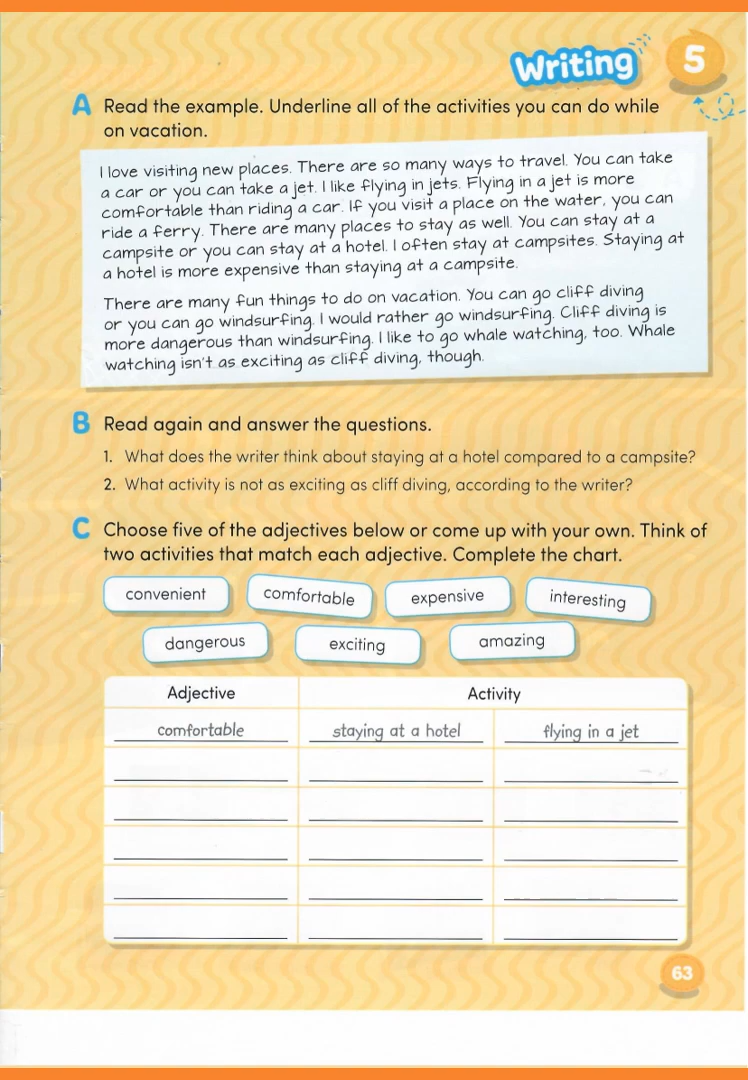 Writing 5
A Read the example. Underline all of the activities you can do while
on vacation.
I love visiting new places. There are so many ways to travel. You can take
a car or you can take a jet. I like flying in jets. Flying in a jet is more
comfortable than riding a car. If you visit a place on the water, you can
ride a ferry. There are many places to stay as well. You can stay at a
campsite or you can stay at a hotel. I often stay at campsites. Staying at
a hotel is more expensive than staying at a campsite.
There are many fun things to do on vacation. You can go cliff diving
or you can go windsurfing. I would rather go windsurfing. Cliff diving is
more dangerous than windsurfing. I like to go whale watching, too. Whale
watching isn't as exciting as cliff diving, though.
B Read again and answer the questions.
1. What does the writer think about staying at a hotel compared to a campsite?
2. What activity is not as exciting as cliff diving, according to the writer?
C Choose five of the adjectives below or come up with your own. Think of
two activities that match each adjective. Complete the chart.
convenient comfortable expensive interesting
dangerous exciting amazing
Adjective Activity
comfortable staying at a hotel flying in a jet
63